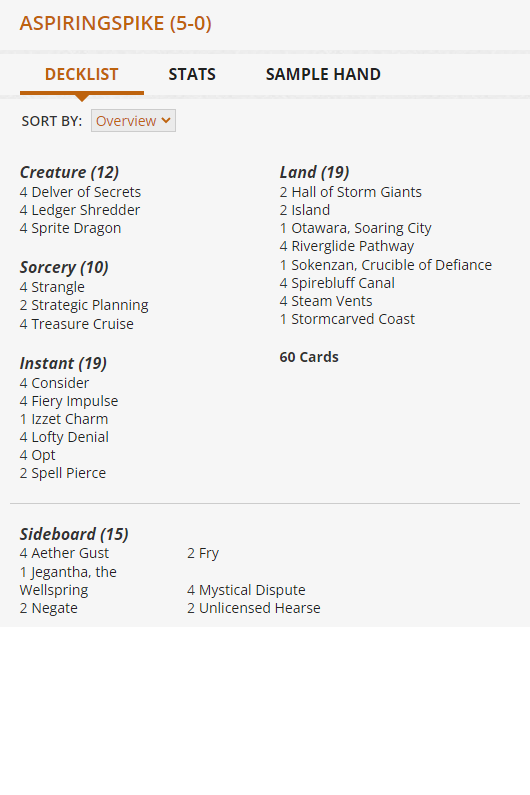 ASPIRINGSPIKE (5-0)
DECKLIST
STATS
SAMPLE HAND
SORT BY:
Overview
Creature (12)
4 Delver of Secrets
4 Ledger Shredder
4 Sprite Dragon
Sorcery (10)
4 Strangle
2 Strategic Planning
4 Treasure Cruise
Instant (19)
4 Consider
4 Fiery Impulse
1 Izzet Charm
4 Lofty Denial
4 Opt
2 Spell Pierce
Land (19)
2 Hall of Storm Giants
2 Island
1 Otawara, Soaring City
4 Riverglide Pathway
1 Sokenzan, Crucible of Defiance
4 Spirebluff Canal
4 Steam Vents
1 Stormcarved Coast
60 Cards
Sideboard (15)
4 Aether Gust
1 Jegantha, the
Wellspring
2 Negate
2 Fry
4 Mystical Dispute
2 Unlicensed Hearse